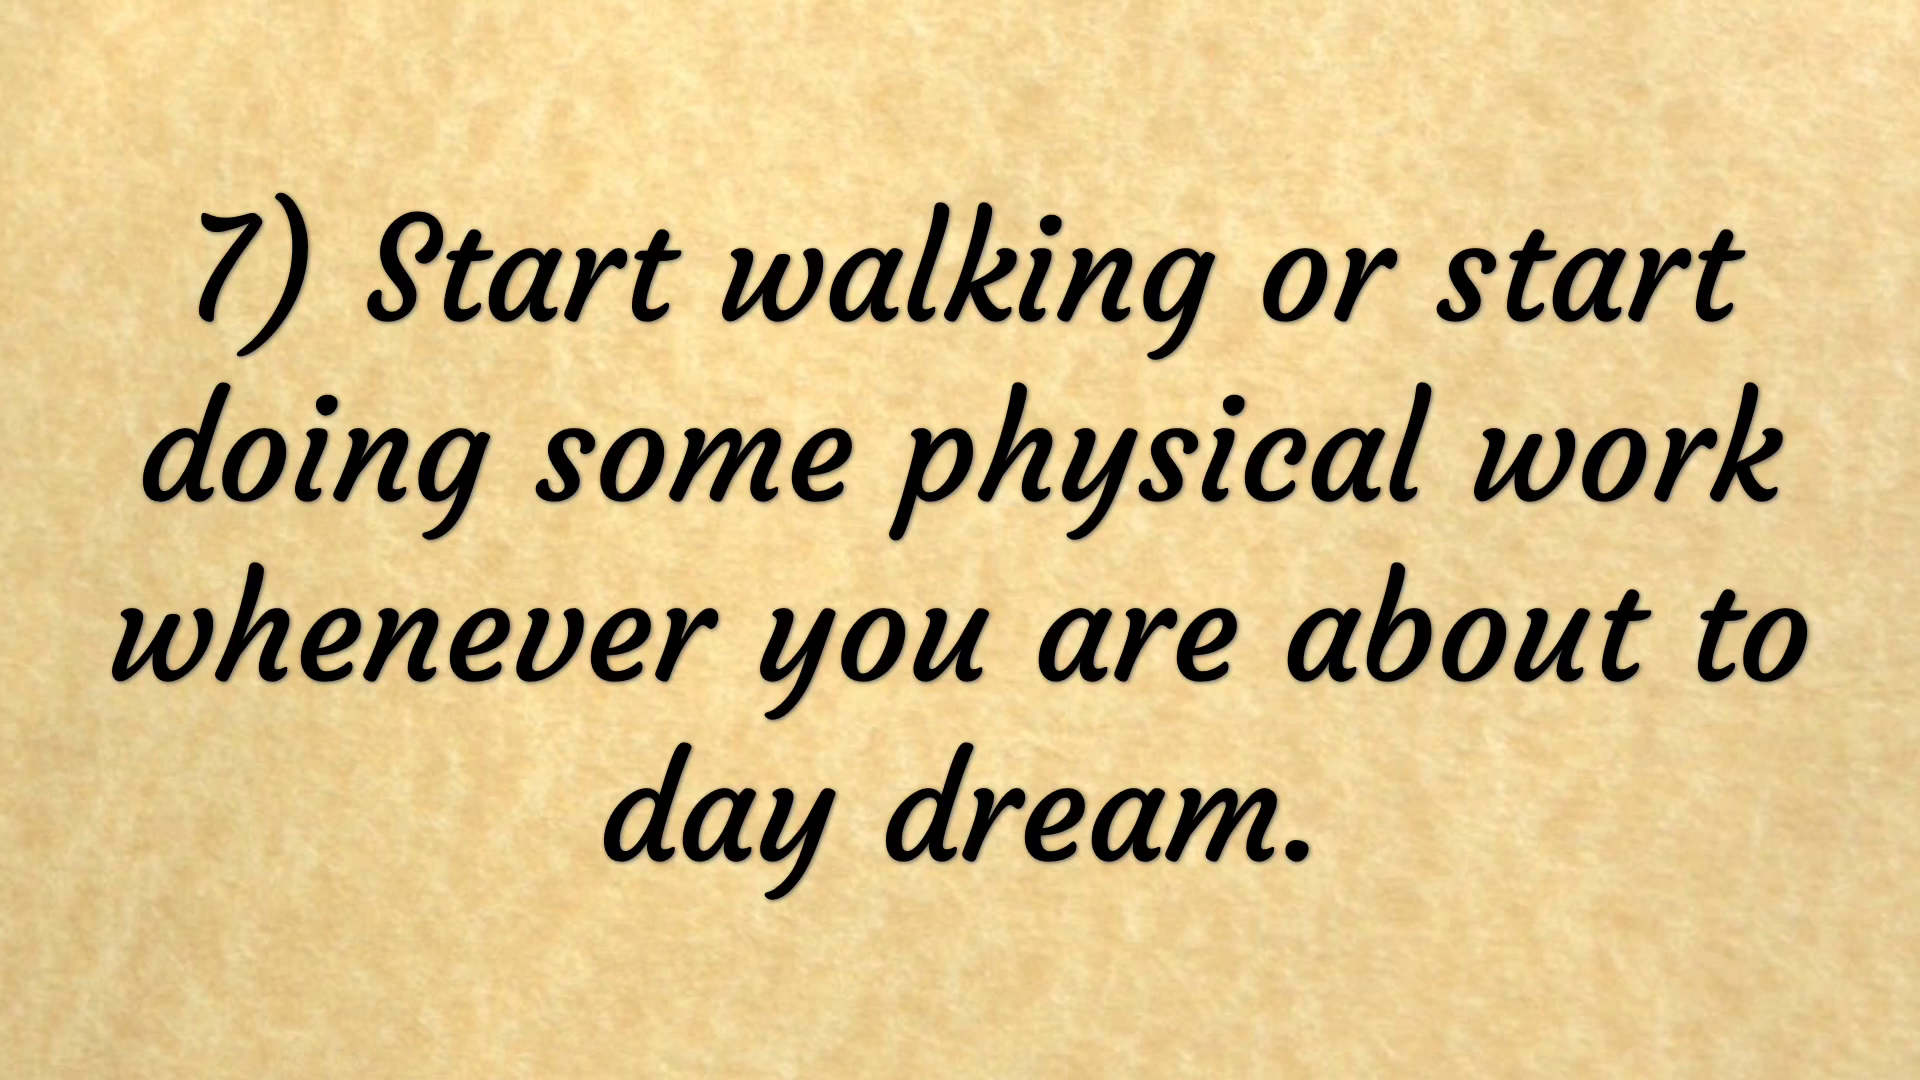 7) Start walking or start
doing some physical work
whenever you are about to
day dream.